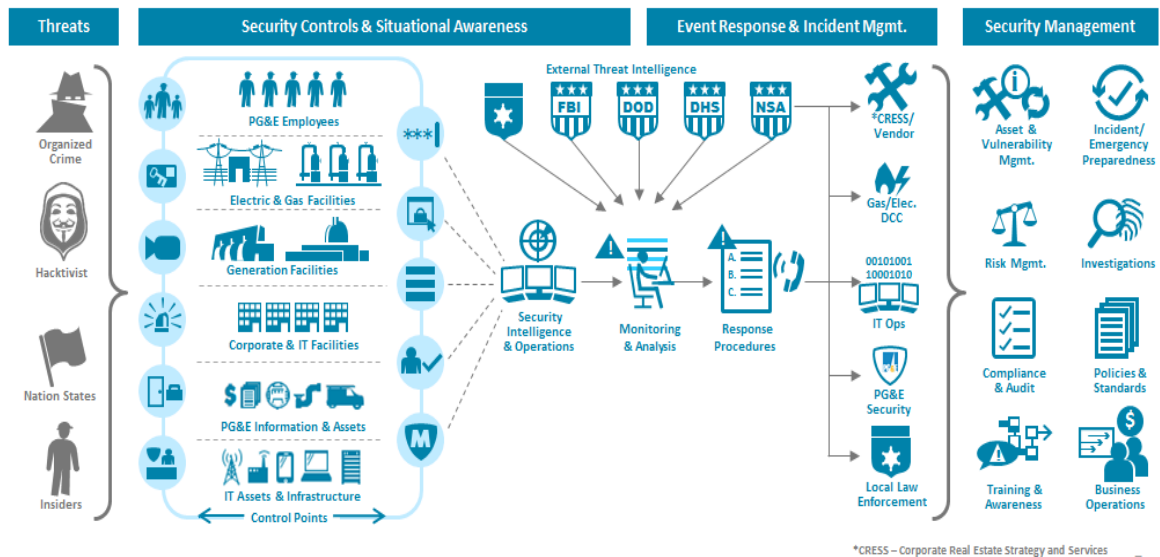 Threats
Security Controls & Situational Awareness
Event Response & Incident Mgmt.
Security Management
Organized
Crime
Hacktivist
Nation States
Insiders
PG&E Employees
Electric & Gas Facilities
Generation Facilities
Corporate & IT Facilities
$
PG&E Information & Assets
IT Assets & Infrastructure
Control Points
***
M
External Threat Intelligence
FBI
DOD
DHS
NSA
Security
Intelligence
& Operations
!
Monitoring
& Analysis
!
A.
B.
C.
Response
Procedures
*CRESS/
Vendor
Gas/Elec.
DCC
00101001
10001010
IT Ops
PG&E
Security
Local Law
Enforcement
i
Asset &
Vulnerability
Mgmt.
Incident/
Emergency
Preparedness
Risk Mgmt.
Investigations
Compliance
& Audit
Policies &
Standards
!
Training &
Awareness
$
Business
Operations
*CRESS – Corporate Real Estate Strategy and Services